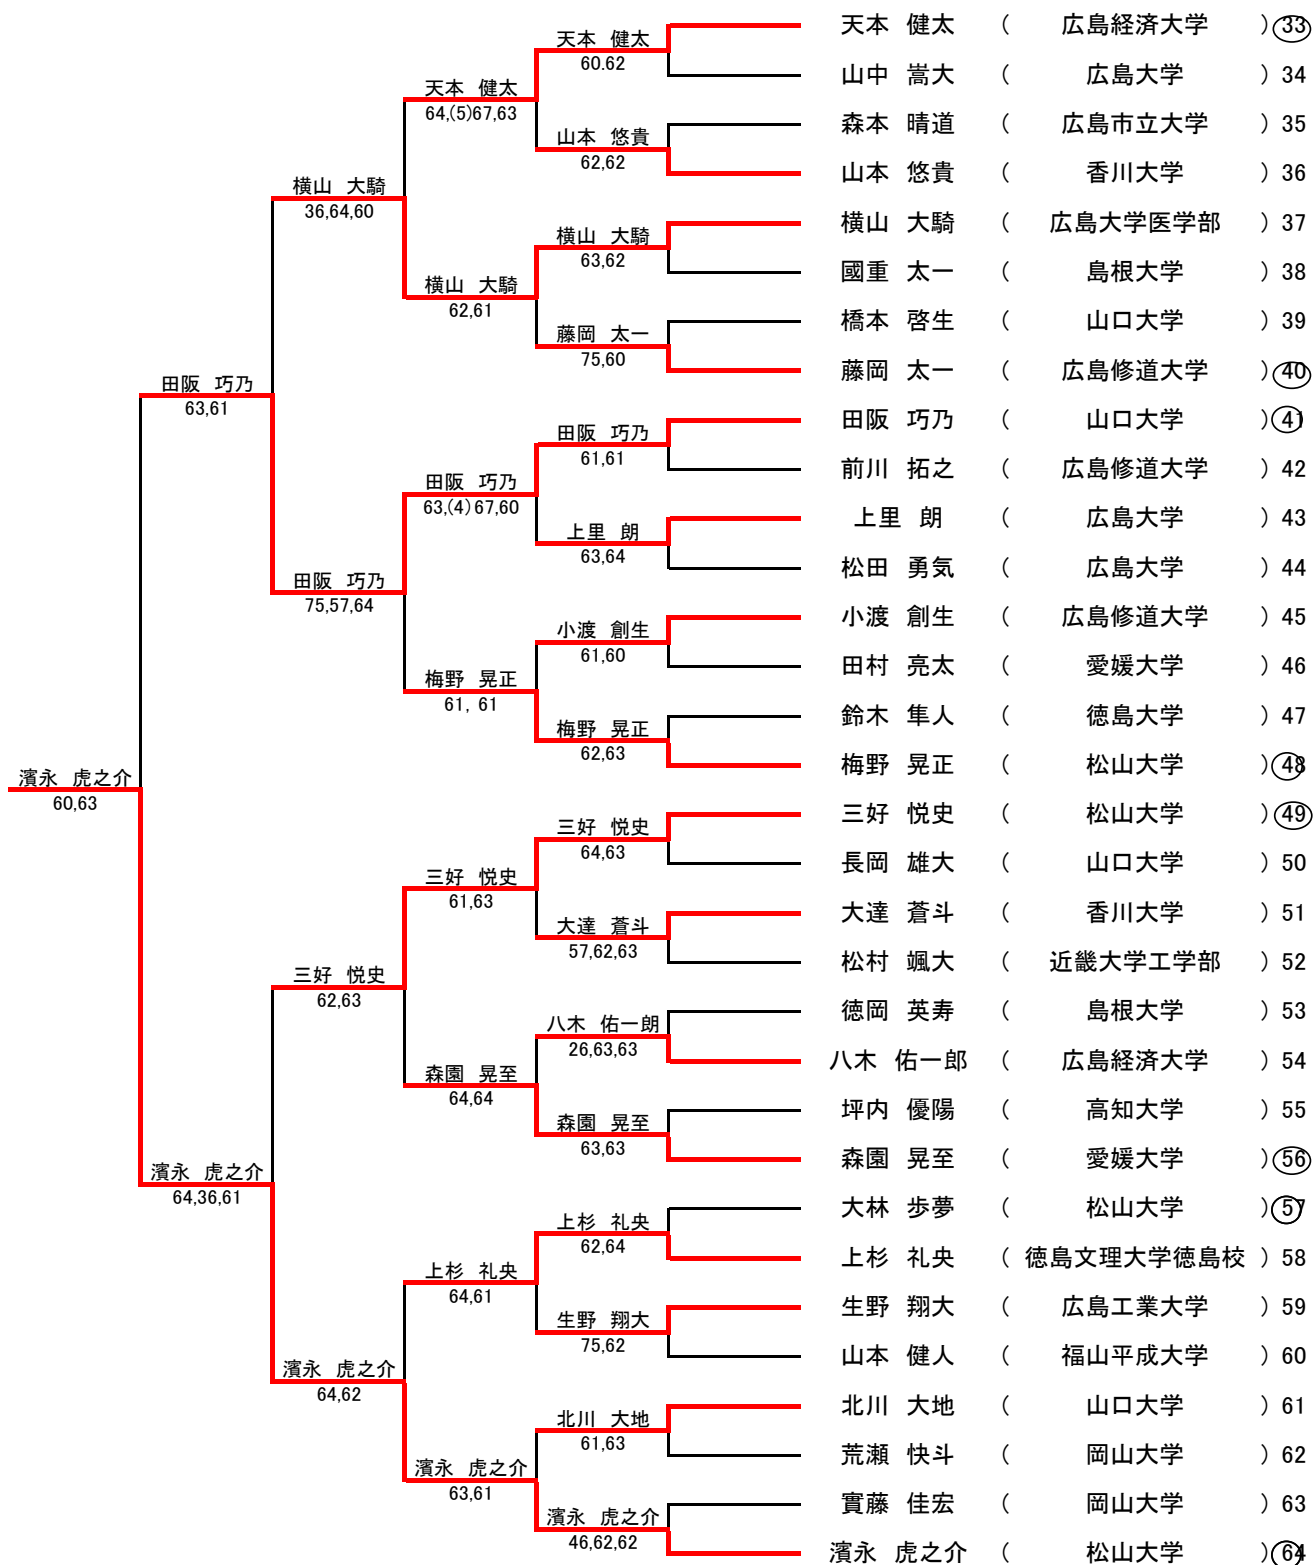 天本 健太 ( 広島経済大学 ) 33
天本 健太
60.62
山中 嵩大 ( 広島大学 ) 34
天本 健太
64,(5)67,63
森本 晴道 ( 広島市立大学 ) 35
山本 悠貴
62,62
山本 悠貴 ( 香川大学 ) 36
横山 大騎
36,64,60
横山 大騎 ( 広島大学医学部 ) 37
横山 大騎
63,62
國重 太一 ( 島根大学 ) 38
横山 大騎
62,61
橋本 啓生 ( 山口大学 ) 39
藤岡 太一
75,60
藤岡 太一 ( 広島修道大学 ) 40
田阪 巧乃
63,61
田阪 巧乃 ( 山口大学 ) 41
田阪 巧乃
61,61
前川 拓之 ( 広島修道大学 ) 42
田阪 巧乃
63,(4)67,60
上里 朗 ( 広島大学 ) 43
上里 朗
63,64
松田 勇気 ( 広島大学 ) 44
田阪 巧乃
75,57,64
小渡 創生 ( 広島修道大学 ) 45
小渡 創生
61,60
田村 亮太 ( 愛媛大学 ) 46
梅野 晃正
61, 61
鈴木 隼人 ( 徳島大学 ) 47
梅野 晃正
62,63
梅野 晃正 ( 松山大学 ) 48
濱永 虎之介
60,63
三好 悦史 ( 松山大学 ) 49
三好 悦史
64,63
長岡 雄大 ( 山口大学 ) 50
三好 悦史
61,63
大達 蒼斗 ( 香川大学 ) 51
大達 蒼斗
57,62,63
松村 颯大 ( 近畿大学工学部 ) 52
三好 悦史
62,63
徳岡 英寿 ( 島根大学 ) 53
八木 佑一朗
26,63,63
八木 佑一郎 ( 広島経済大学 ) 54
森園 晃至
64,64
坪内 優陽 ( 高知大学 ) 55
森園 晃至
63,63
森園 晃至 ( 愛媛大学 ) 56
濱永 虎之介
64,36,61
大林 歩夢 ( 松山大学 ) 57
上杉 礼央
62,64
上杉 礼央 ( 徳島文理大学徳島校 ) 58
上杉 礼央
64,61
生野 翔大 ( 広島工業大学 ) 59
生野 翔大
75,62
山本 健人 ( 福山平成大学 ) 60
濱永 虎之介
64,62
北川 大地 ( 山口大学 ) 61
北川 大地
61,63
荒瀬 快斗 ( 岡山大学 ) 62
濱永 虎之介
63,61
實藤 佳宏 ( 岡山大学 ) 63
濱永 虎之介
46,62,62
濱永 虎之介 ( 松山大学 ) 64